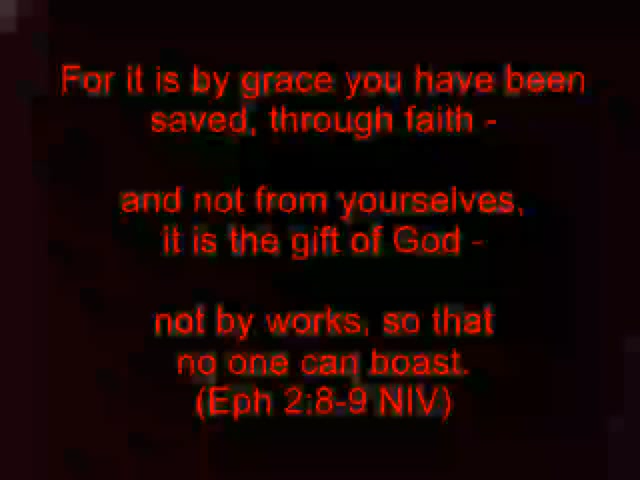 For it is by grace you have been
saved, through faith -
and not from yourselves,
it is the gift of God -
not by works, so that
no one can boast.
(Eph 2:8-9 NIV)